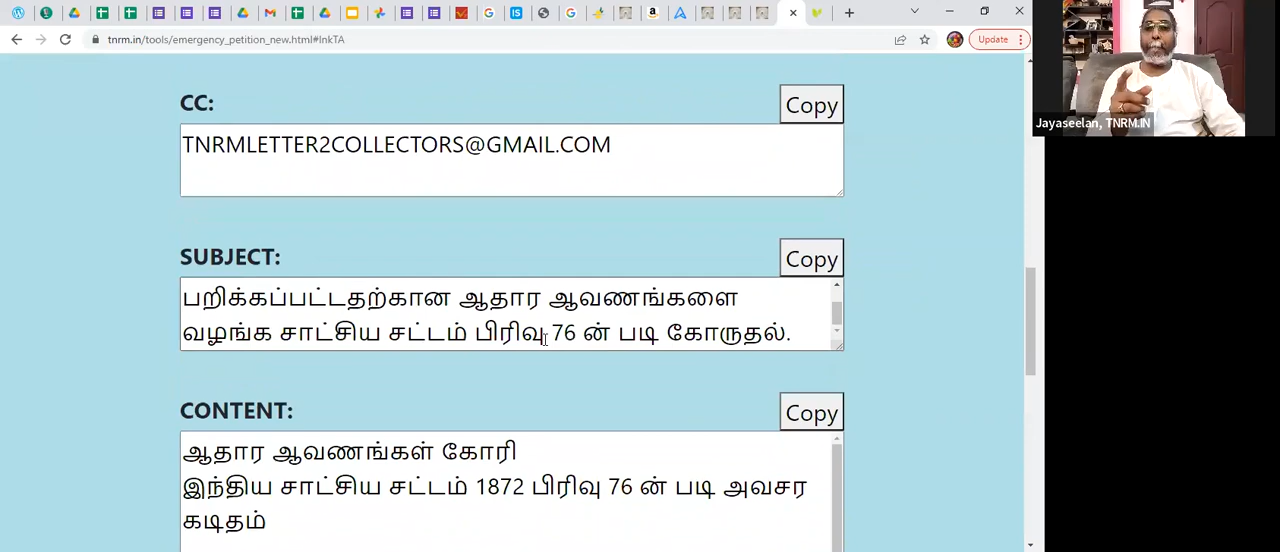 tnrm.in/tools/emergency_petition_new.html#lnkTA
Update
Jayaseelan, TNRM.IN
CC:
Copy
TNRMLETTER2COLLECTORS@GMAIL.COM
SUBJECT:
Copy
பறிக்கப்பட்டதற்கான ஆதார ஆவணங்களை
வழங்க சாட்சிய சட்டம் பிரிவு 76 ன் படி கோருதல்.
CONTENT:
Copy
ஆதார ஆவணங்கள் கோரி
இந்திய சாட்சிய சட்டம் 1872 பிரிவு 76 ன் படி அவசர
கடிதம்